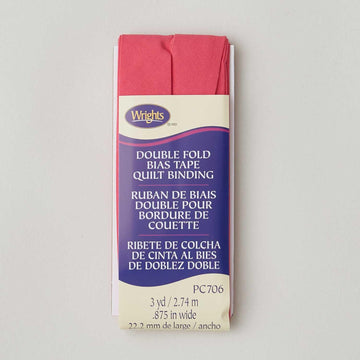 Wrights
DOUBLE FOLD
BIAS TAPE
QUILT BINDING
RUBAN DE BIAIS
DOUBLE POUR
BORDURE DE
COUETTE
RIBETE DE COLCHA
DE CINTA AL BIES
DE DOBLEZ DOBLE
PC706
3 yd / 2.74 m
.875 in wide
22.2 mm de large / ancho